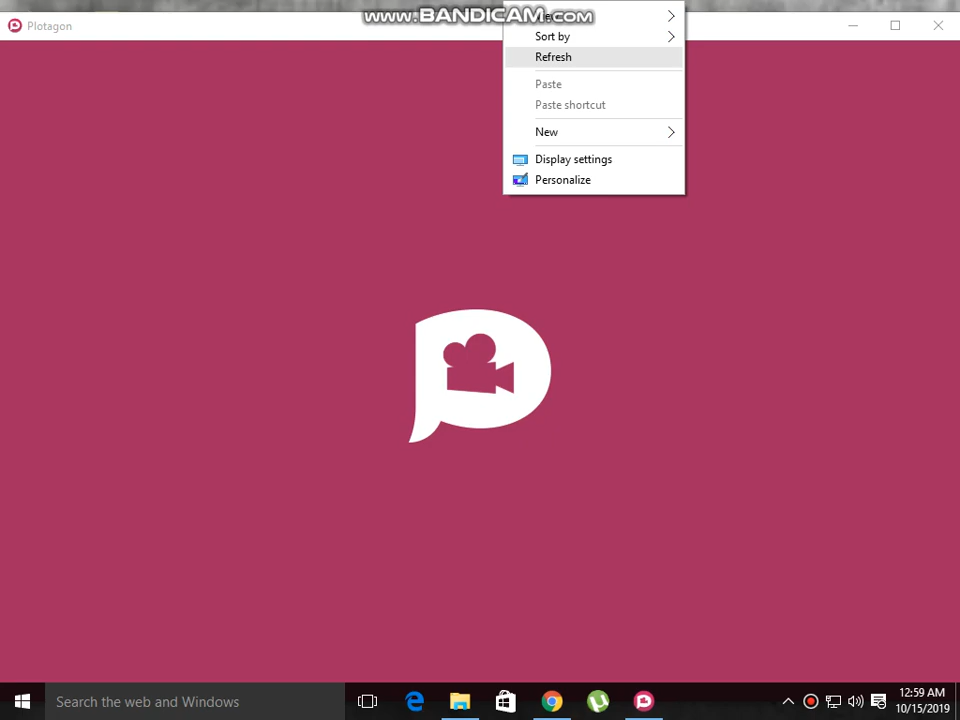 www.BANDICAM.com
Plotagon
Sort by
Refresh
Paste
Paste shortcut
New
Display settings
Personalize
Search the web and Windows
12:59 AM
10/15/2019